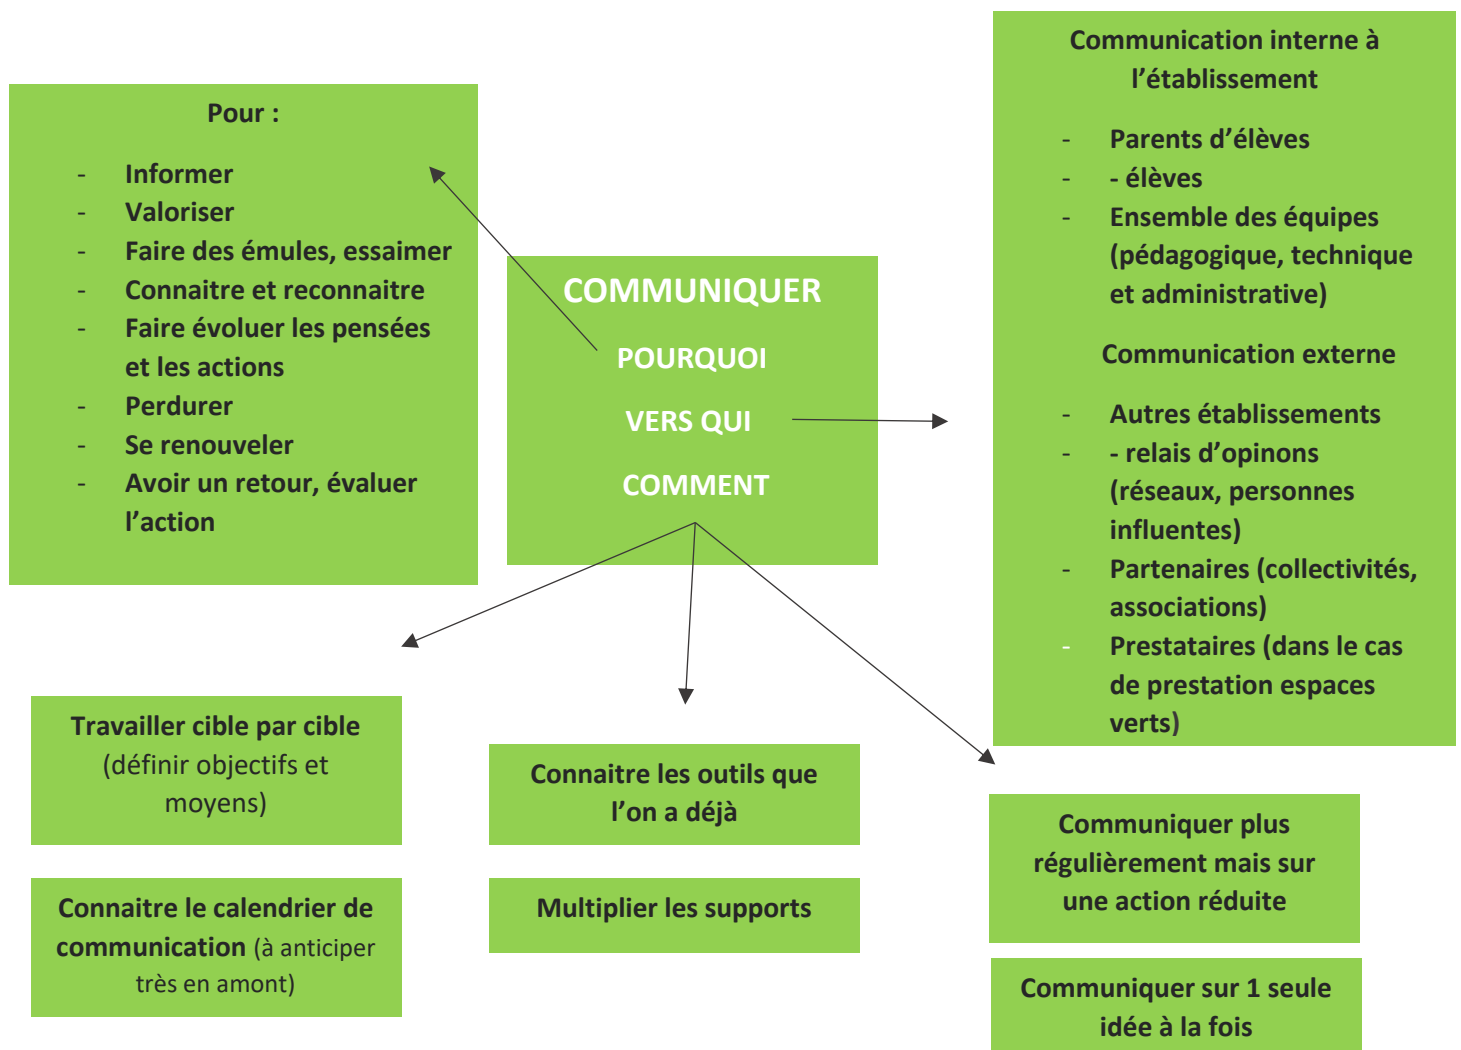 Pour :
- Informer
- Valoriser
- Faire des émules, essaimer
- Connaitre et reconnaitre
- Faire évoluer les pensées
et les actions
- Perdurer
- Se renouveler
- Avoir un retour, évaluer
l’action
COMMUNIQUER
POURQUOI
VERS QUI
COMMENT
Communication interne à
l’établissement
- Parents d’élèves
- - élèves
- Ensemble des équipes
(pédagogique, technique
et administrative)
Communication externe
- Autres établissements
- - relais d’opinons
(réseaux, personnes
influentes)
- Partenaires (collectivités,
associations)
- Prestataires (dans le cas
de prestation espaces
verts)
Travailler cible par cible
(définir objectifs et
moyens)
Connaitre le calendrier de
communication (à anticiper
très en amont)
Connaitre les outils que
l’on a déjà
Multiplier les supports
Communiquer plus
régulièrement mais sur
une action réduite
Communiquer sur 1 seule
idée à la fois